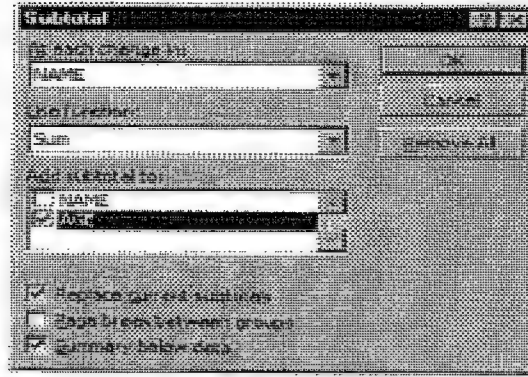 Subtotal
At each change in:
NAME
OK
Cancel
Use function:
Sum
Remove All
Add subtotal to:
NAME
Replace current subtotals
Page break between groups
Summary below data